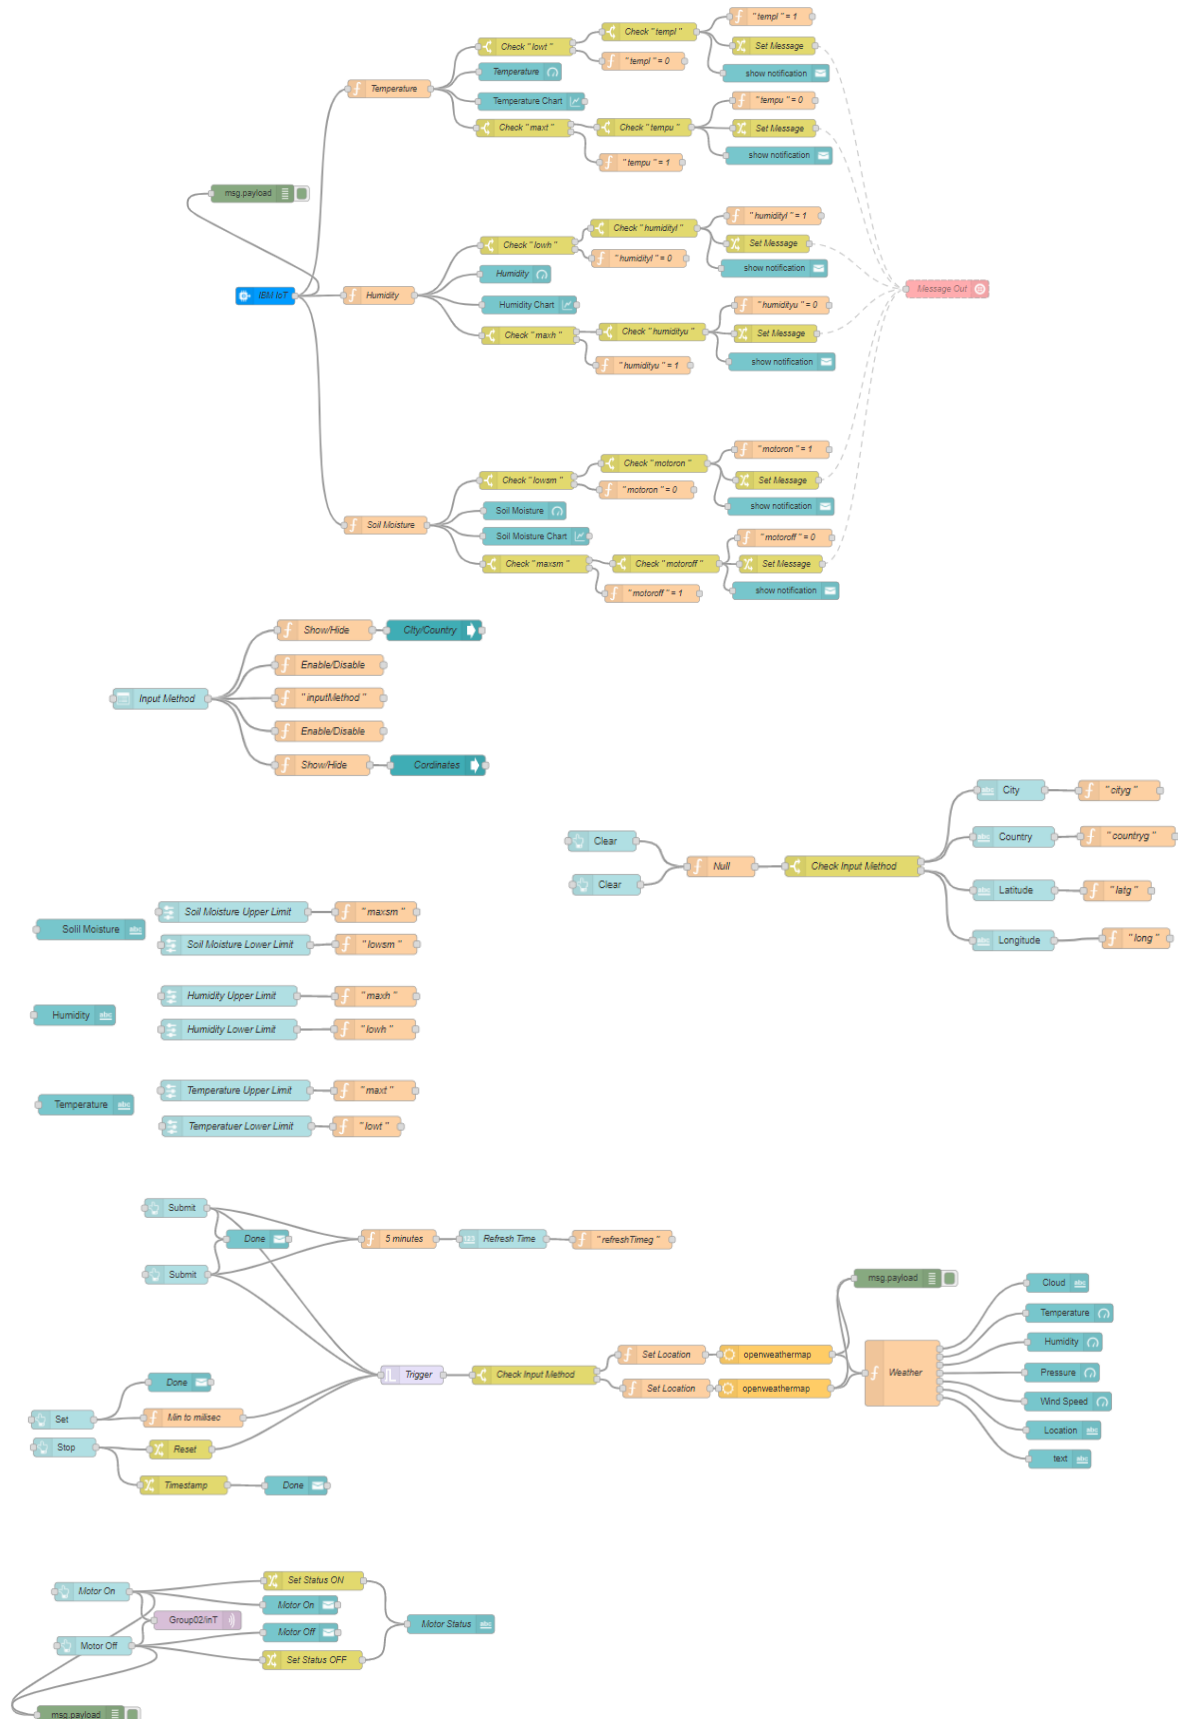 " templ " = 1
Check " templ "
Set Message
Check " lowt "
" templ " = 0
show notification
Temperature
Temperature
Temperature Chart
" tempu " = 0
Check " maxt "
Check " tempu "
Set Message
show notification
" tempu " = 1
msg.payload
" humidityl " = 1
Check " humidityl "
Set Message
Check " lowh "
" humidityl " = 0
show notification
Humidity
IBM IoT
Humidity
Message Out
Humidity Chart
" humidityu " = 0
Check " maxh "
Check " humidityu "
Set Message
show notification
" humidityu " = 1
" motoron " = 1
Check " motoron "
Check " lowsm "
Set Message
" motoron " = 0
show notification
Soil Moisture
Soil Moisture
Soil Moisture Chart
" motoroff " = 0
Check " maxsm "
Check " motoroff "
Set Message
show notification
" motoroff " = 1
Show/Hide
City/Country
Enable/Disable
Input Method
" inputMethod "
Enable/Disable
Show/Hide
Cordinates
City
" cityg "
Clear
Country
" countryg "
Null
Check Input Method
Clear
Latitude
" latg "
Longitude
" long "
Solil Moisture
Soil Moisture Upper Limit
" maxsm "
Soil Moisture Lower Limit
" lowsm "
Humidity
Humidity Upper Limit
" maxh "
Humidity Lower Limit
" lowh "
Temperature
Temperature Upper Limit
" maxt "
Temperatuer Lower Limit
" lowt "
Submit
Done
5 minutes
Refresh Time
" refreshTimeg "
Submit
msg.payload
Cloud
Temperature
Humidity
Set Location
openweathermap
Trigger
Check Input Method
Weather
Pressure
Set Location
openweathermap
Wind Speed
Done
Set
Min to milisec
Location
Stop
Reset
text
Timestamp
Done
Motor On
Set Status ON
Motor On
Group02/inT
Motor Status
Motor Off
Motor Off
Set Status OFF
msg.payload